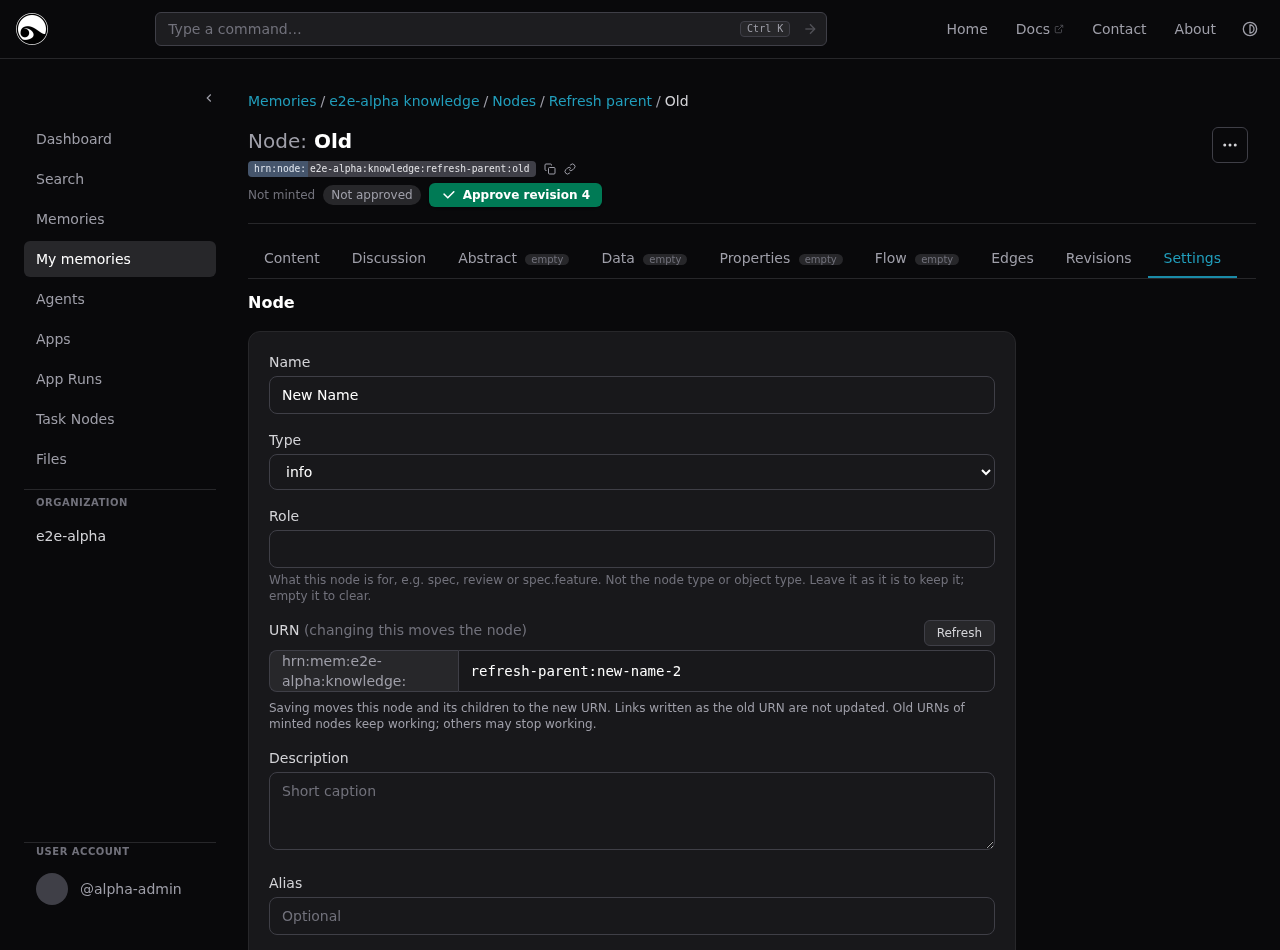 Type a command...
Ctrl K
Home
Docs
Contact
About
Memories / e2e-alpha knowledge / Nodes / Refresh parent / Old
Node: Old
hrn:node: e2e-alpha:knowledge:refresh-parent:old
Not minted
Not approved
Approve revision 4
Dashboard
Search
Memories
My memories
Agents
Apps
App Runs
Task Nodes
Files
ORGANIZATION
e2e-alpha
USER ACCOUNT
@alpha-admin
Content
Discussion
Abstract empty
Data empty
Properties empty
Flow empty
Edges
Revisions
Settings
Node
Name
New Name
Type
info
Role
What this node is for, e.g. spec, review or spec.feature. Not the node type or object type. Leave it as it is to keep it;
empty it to clear.
URN (changing this moves the node)
Refresh
hrn:mem:e2e-
alpha:knowledge:
refresh-parent:new-name-2
Saving moves this node and its children to the new URN. Links written as the old URN are not updated. Old URNs of
minted nodes keep working; others may stop working.
Description
Short caption
Alias
Optional